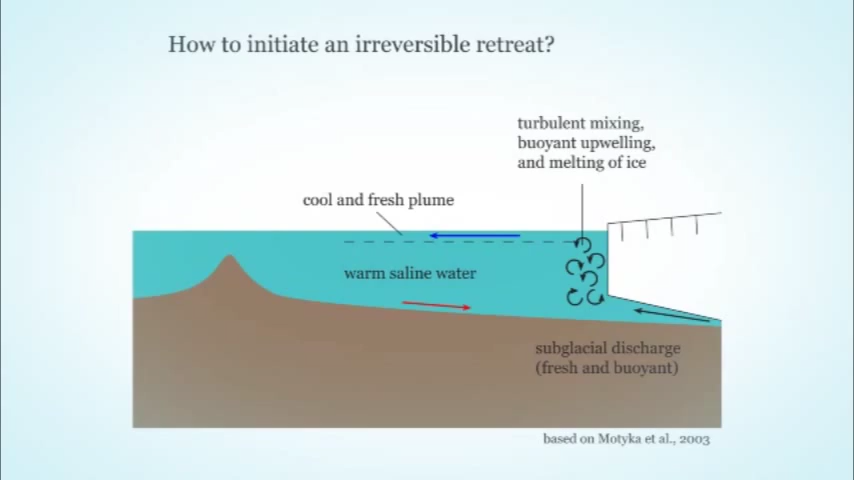 How to initiate an irreversible retreat?
turbulent mixing,
buoyant upwelling,
and melting of ice
cool and fresh plume
warm saline water
subglacial discharge
(fresh and buoyant)
based on Motyka et al., 2003